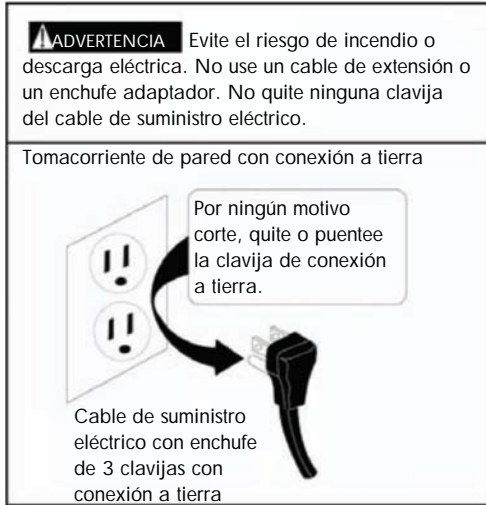 ADVERTENCIA Evite el riesgo de incendio o
descarga eléctrica. No use un cable de extensión o
un enchufe adaptador. No quite ninguna clavija
del cable de suministro eléctrico.
Tomacorriente de pared con conexión a tierra
Por ningún motivo
corte, quite o puentee
la clavija de conexión
a tierra.
Cable de suministro
eléctrico con enchufe
de 3 clavijas con
conexión a tierra